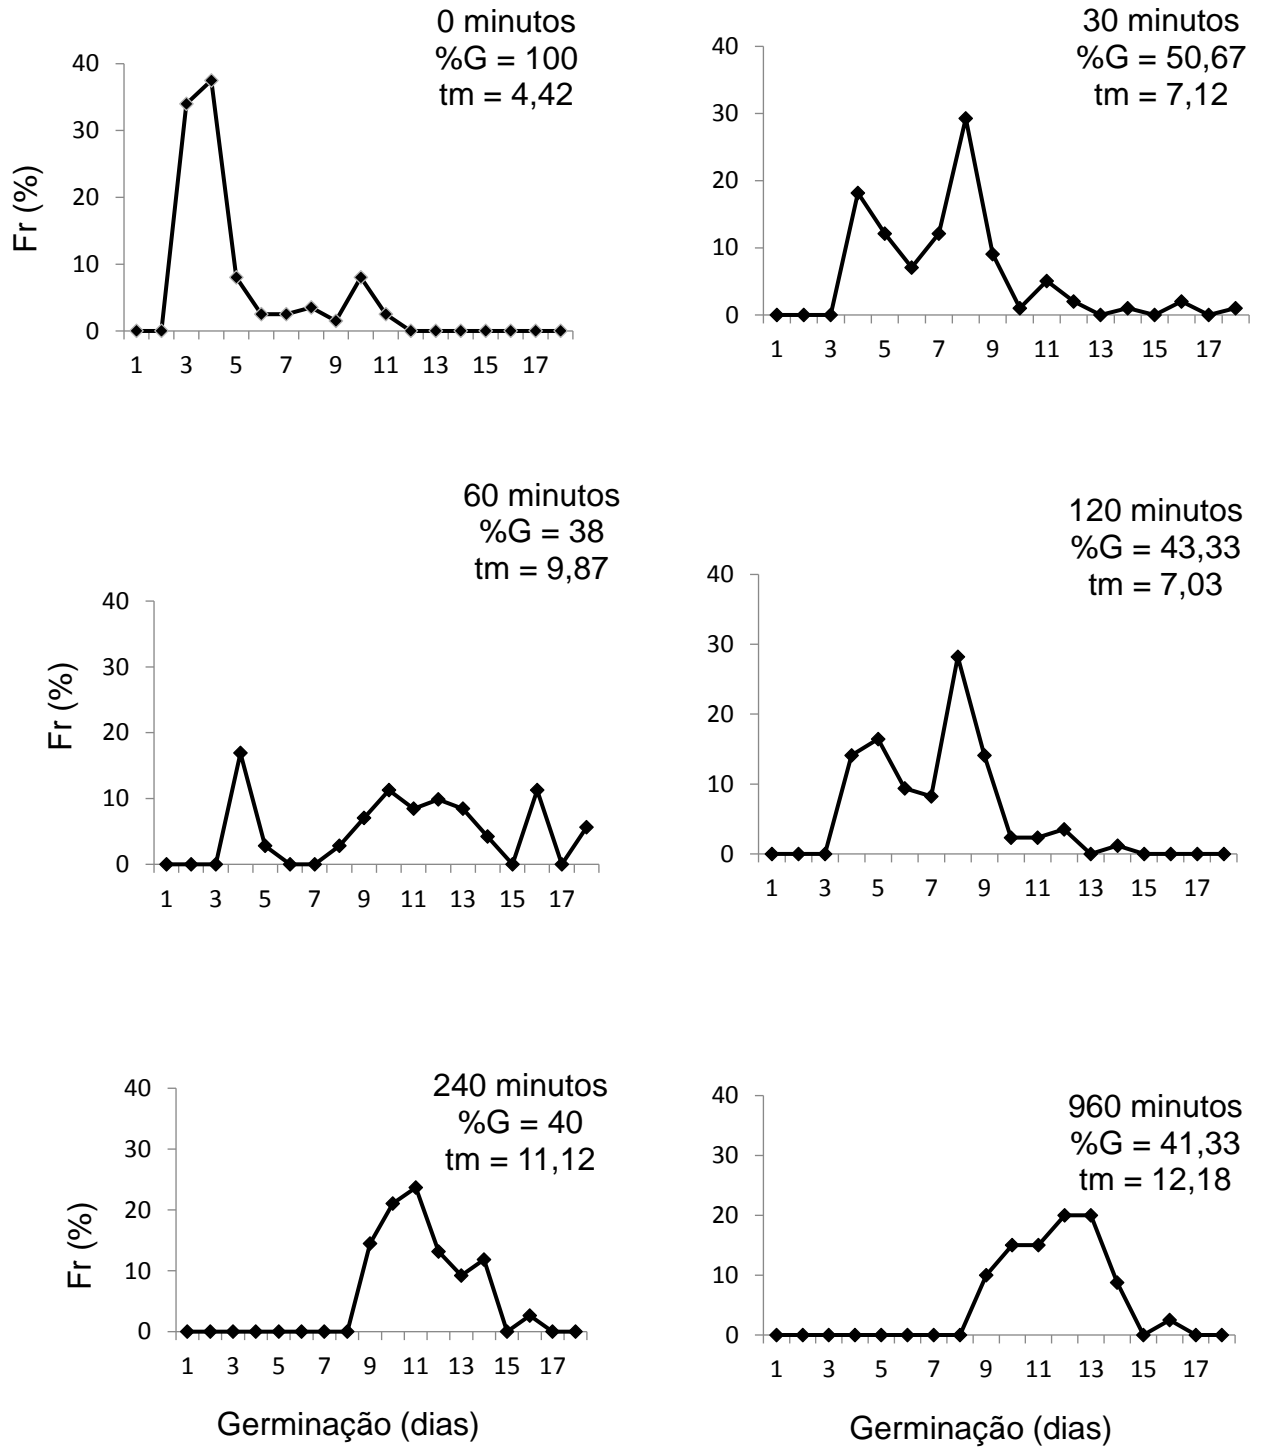 0 minutos
%G = 100
tm = 4,42
40
30
20
10
0
Fr (%)
1 3 5 7 9 11 13 15 17
30 minutos
%G = 50,67
tm = 7,12
40
30
20
10
0
1 3 5 7 9 11 13 15 17
60 minutos
%G = 38
tm = 9,87
40
30
20
10
0
Fr (%)
1 3 5 7 9 11 13 15 17
120 minutos
%G = 43,33
tm = 7,03
40
30
20
10
0
1 3 5 7 9 11 13 15 17
240 minutos
%G = 40
tm = 11,12
40
30
20
10
0
Fr (%)
1 3 5 7 9 11 13 15 17
Germinação (dias)
960 minutos
%G = 41,33
tm = 12,18
40
30
20
10
0
1 3 5 7 9 11 13 15 17
Germinação (dias)